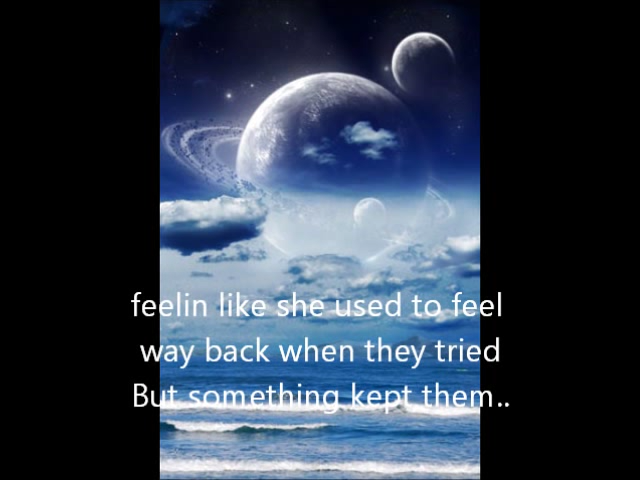 feelin like she used to feel
way back when they tried
But something kept them..